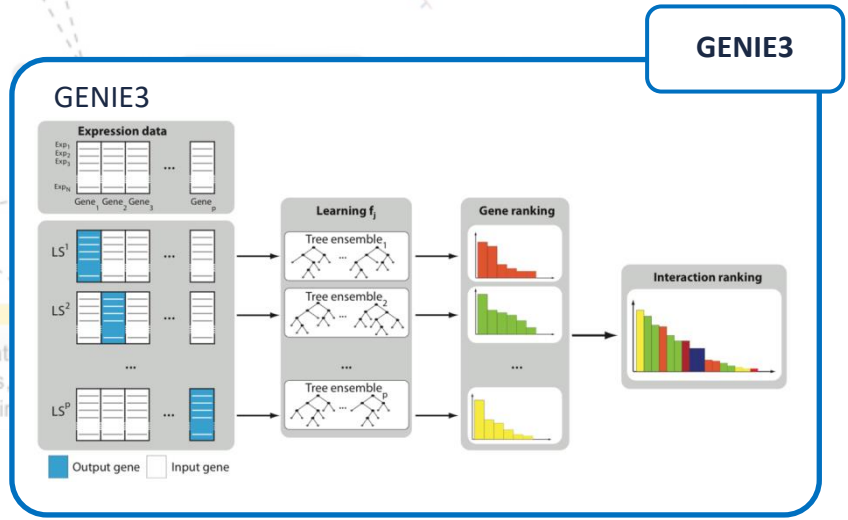 GENIE3
GENIE3
Expression data
Exp1
Exp2
Exp3
ExpN
...
Gene1 Gene2 Gene3 Genep
LS1
...
LS2
...
...
LSp
...
Output gene Input gene
Learning fj
Tree ensemble1
...
Tree ensemble2
...
...
Tree ensemblep
...
Gene ranking
...
Interaction ranking